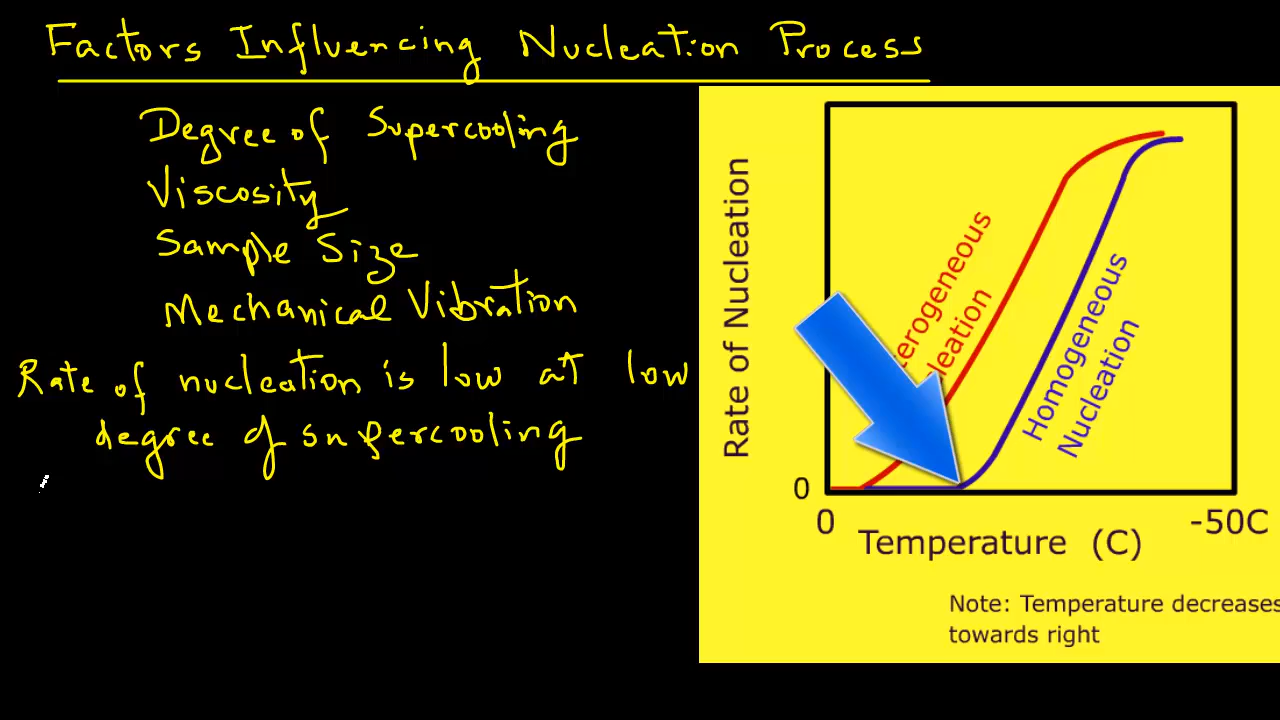 Factors Influencing Nucleation Process
Degree of Supercooling
Viscosity
Sample Size
Mechanical Vibration
Rate of nucleation is low at low
degree of supercooling
Rate of Nucleation
Homogeneous
Nucleation
0
0
-50C
Temperature (C)
Note: Temperature decreases
towards right